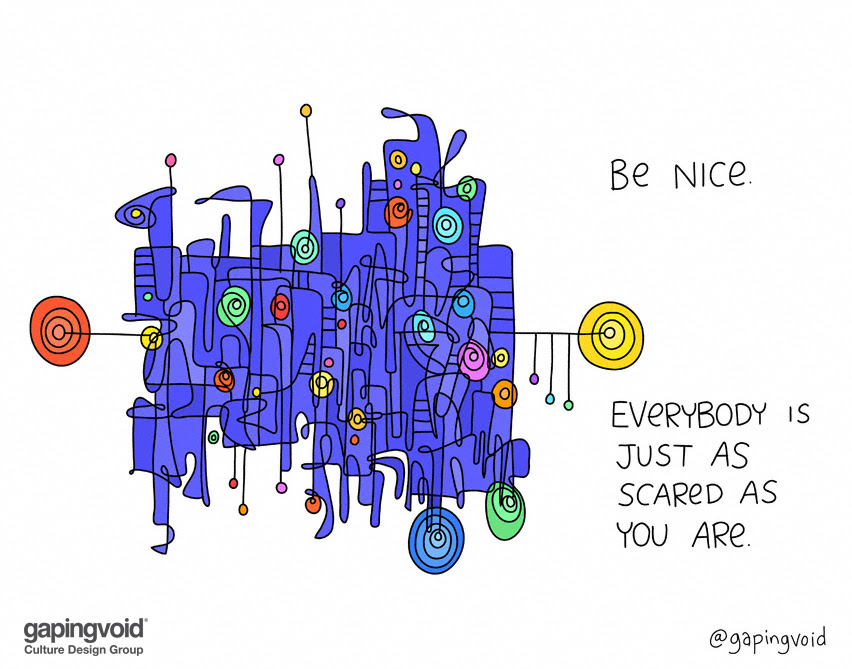 Be NICE.
EVERYBODY IS
JUST AS
SCARED AS
YOU ARE.
gapingvoid®
Culture Design Group
@gapingvoid